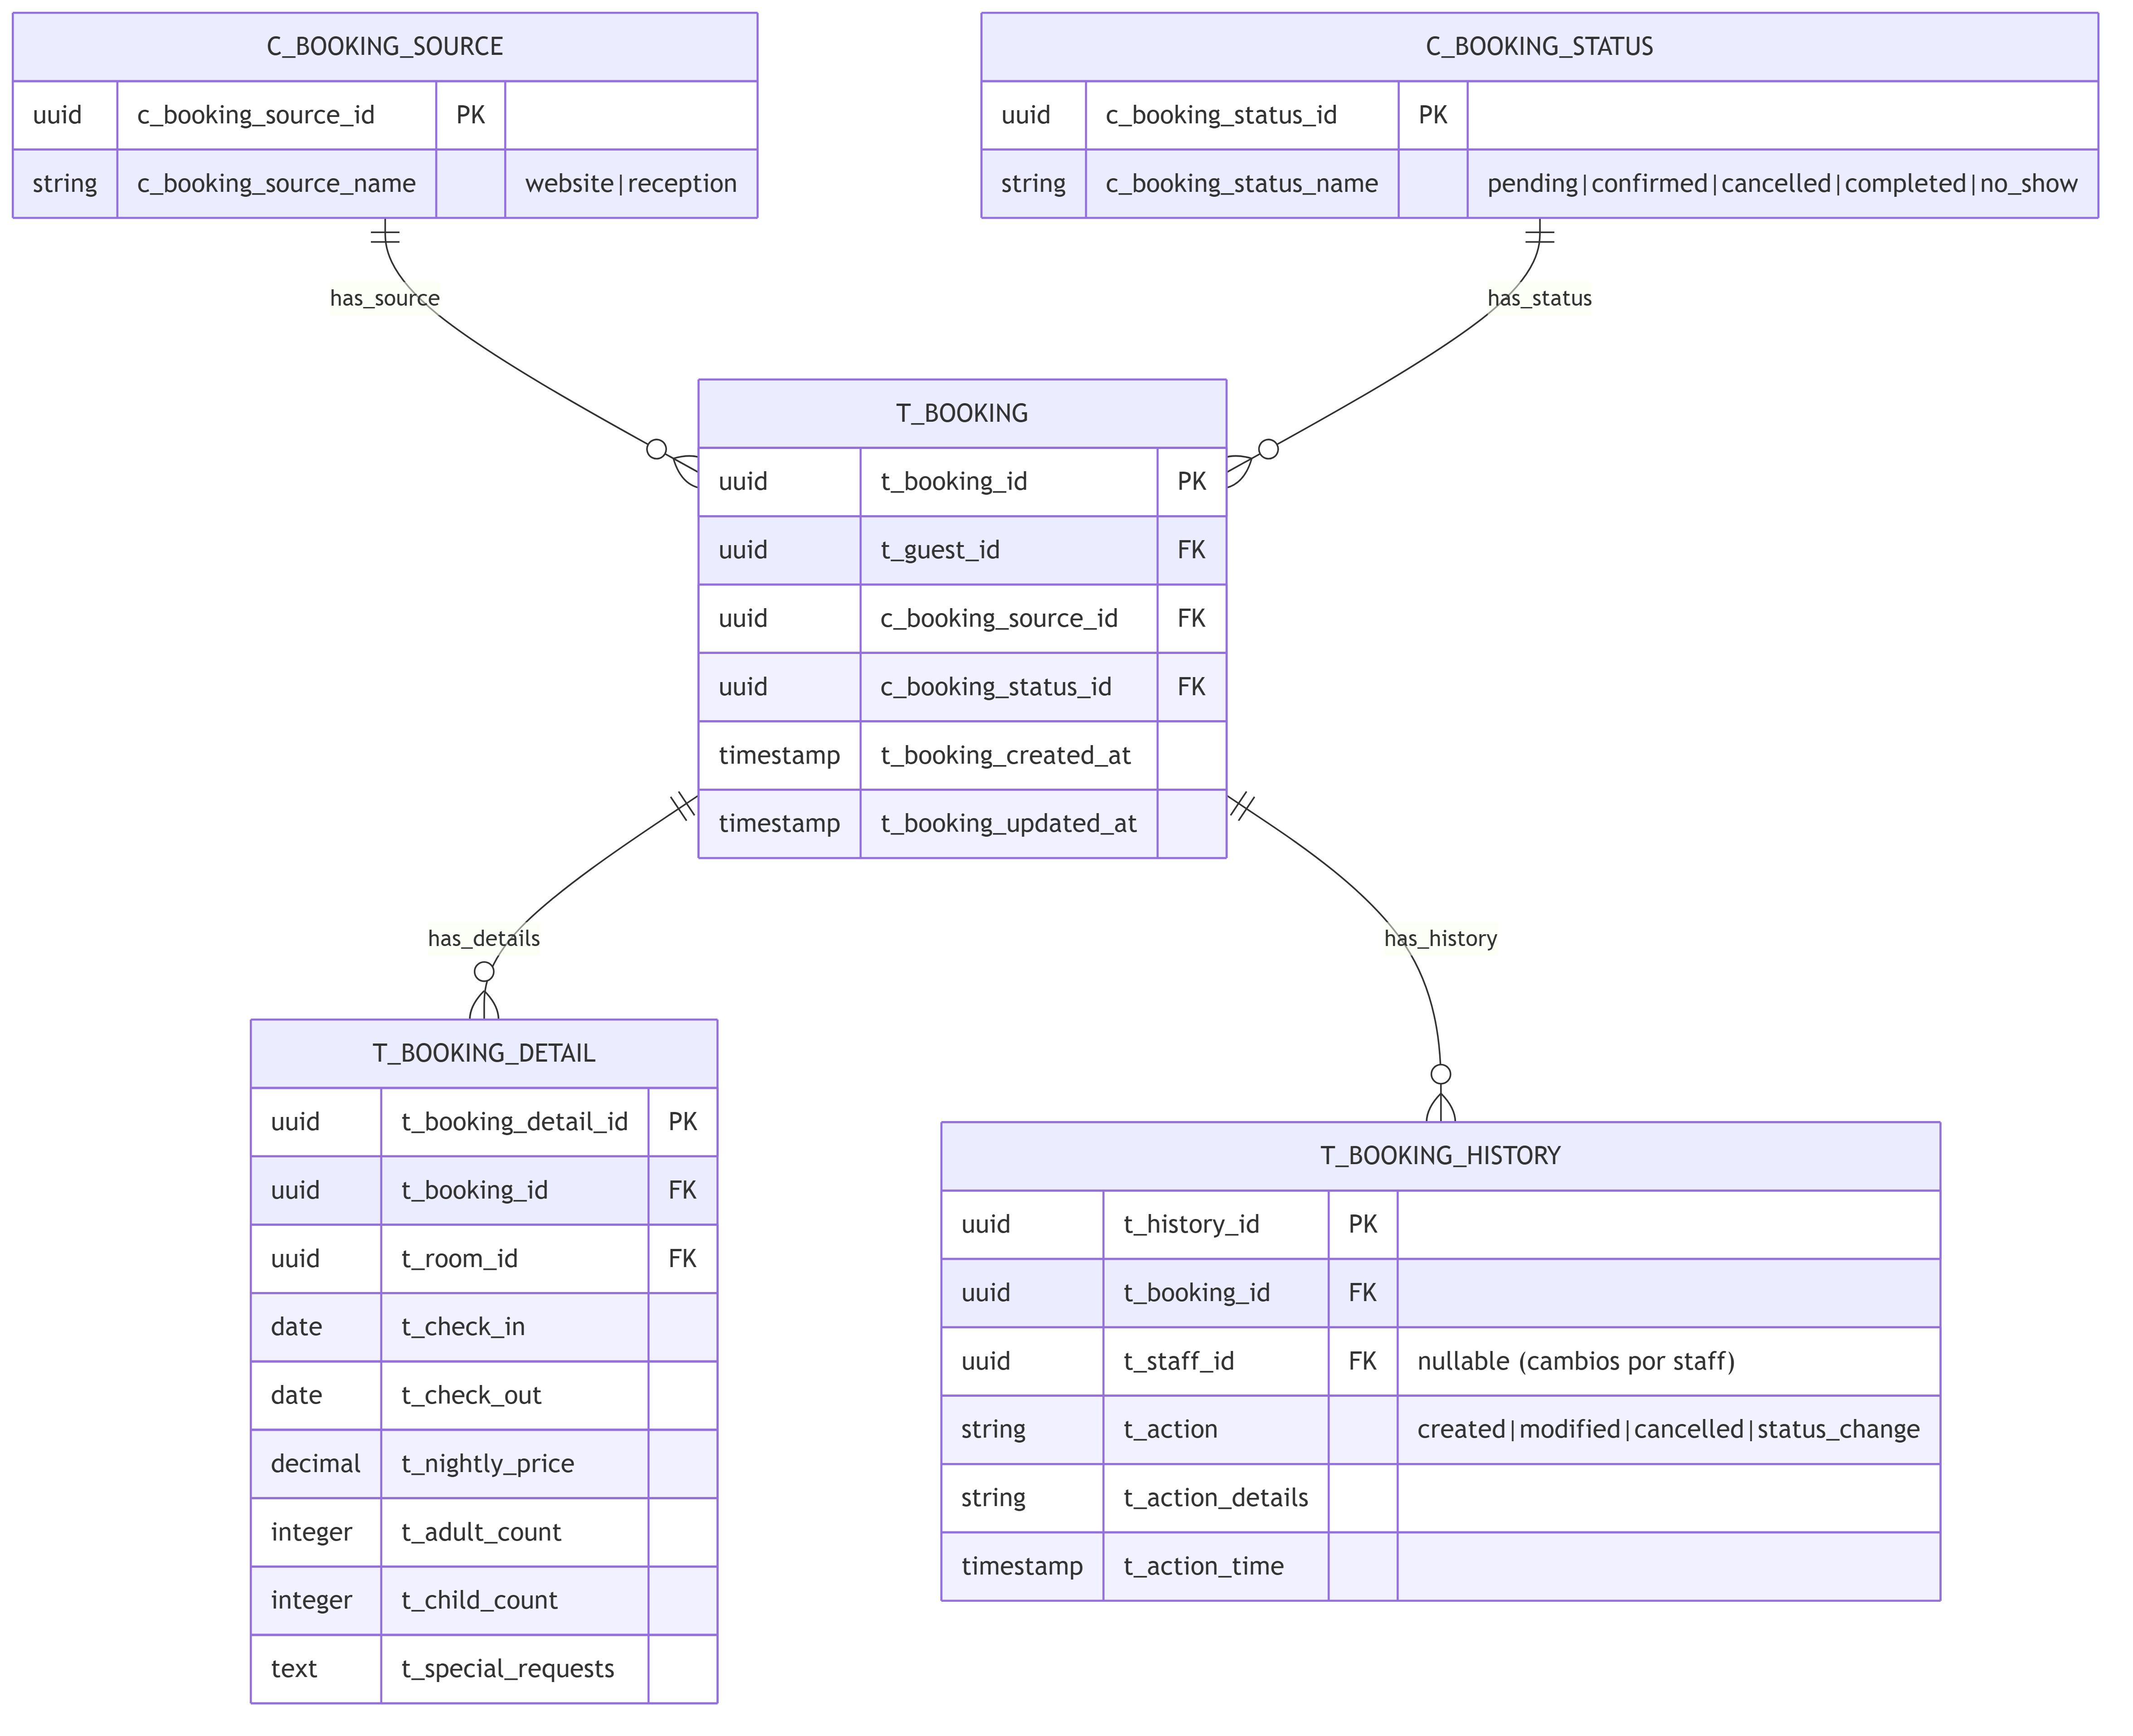 C_BOOKING_SOURCE
uuid c_booking_source_id PK
string c_booking_source_name website|reception
C_BOOKING_STATUS
uuid c_booking_status_id PK
string c_booking_status_name pending|confirmed|cancelled|completed|no_show
has_source
has_status
T_BOOKING
uuid t_booking_id PK
uuid t_guest_id FK
uuid c_booking_source_id FK
uuid c_booking_status_id FK
timestamp t_booking_created_at
timestamp t_booking_updated_at
has_details
has_history
T_BOOKING_DETAIL
uuid t_booking_detail_id PK
uuid t_booking_id FK
uuid t_room_id FK
date t_check_in
date t_check_out
decimal t_nightly_price
integer t_adult_count
integer t_child_count
text t_special_requests
T_BOOKING_HISTORY
uuid t_history_id PK
uuid t_booking_id FK
uuid t_staff_id FK nullable (cambios por staff)
string t_action created|modified|cancelled|status_change
string t_action_details
timestamp t_action_time